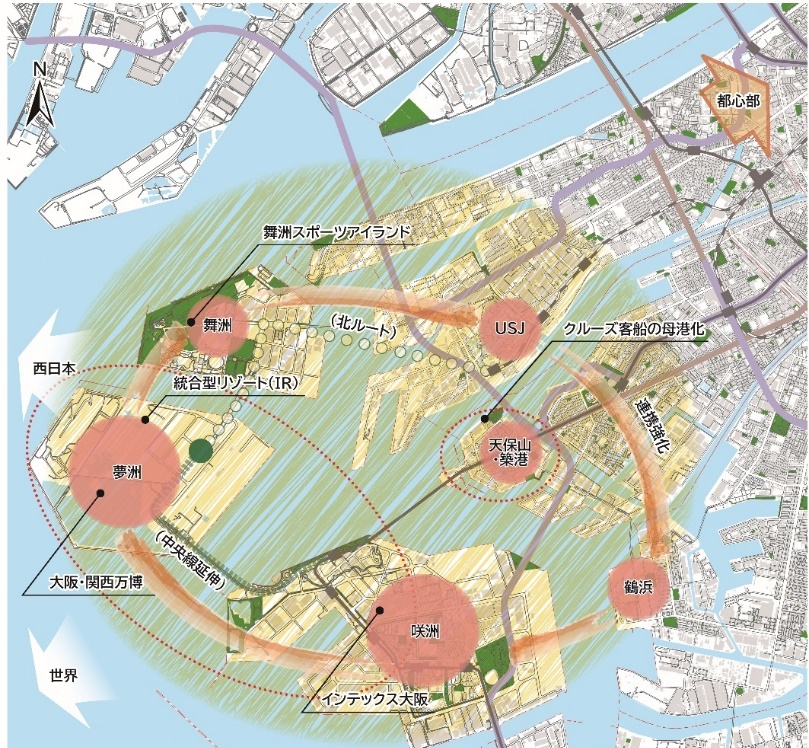 N
都心部
舞洲スポーツアイランド
舞洲
(北ルート)
USJ
クルーズ客船の母港化
西日本
統合型リゾート(IR)
天保山
・築港
連携強化
夢洲
(中央線延伸)
大阪・関西万博
鶴浜
咲洲
世界
インテックス大阪